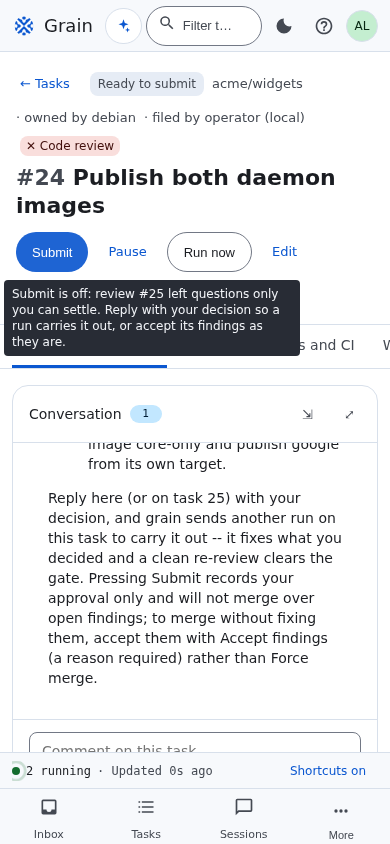 Grain
Filter t…
AL
← Tasks
Ready to submit
acme/widgets
· owned by debian · filed by operator (local)
✕ Code review
#24 Publish both daemon
images
Submit
Pause
Run now
Edit
Submit is off: review #25 left questions only
you can settle. Reply with your decision so a
run carries it out, or accept its findings as
they are.
s and CI
W
Conversation 1
image core-only and publish google
from its own target.
Reply here (or on task 25) with your
decision, and grain sends another run on
this task to carry it out -- it fixes what you
decided and a clean re-review clears the
gate. Pressing Submit records your
approval only and will not merge over
open findings; to merge without fixing
them, accept them with Accept findings
(a reason required) rather than Force
merge.
Comment on this task
2 running · Updated 0s ago
Shortcuts on
Inbox
Tasks
Sessions
More